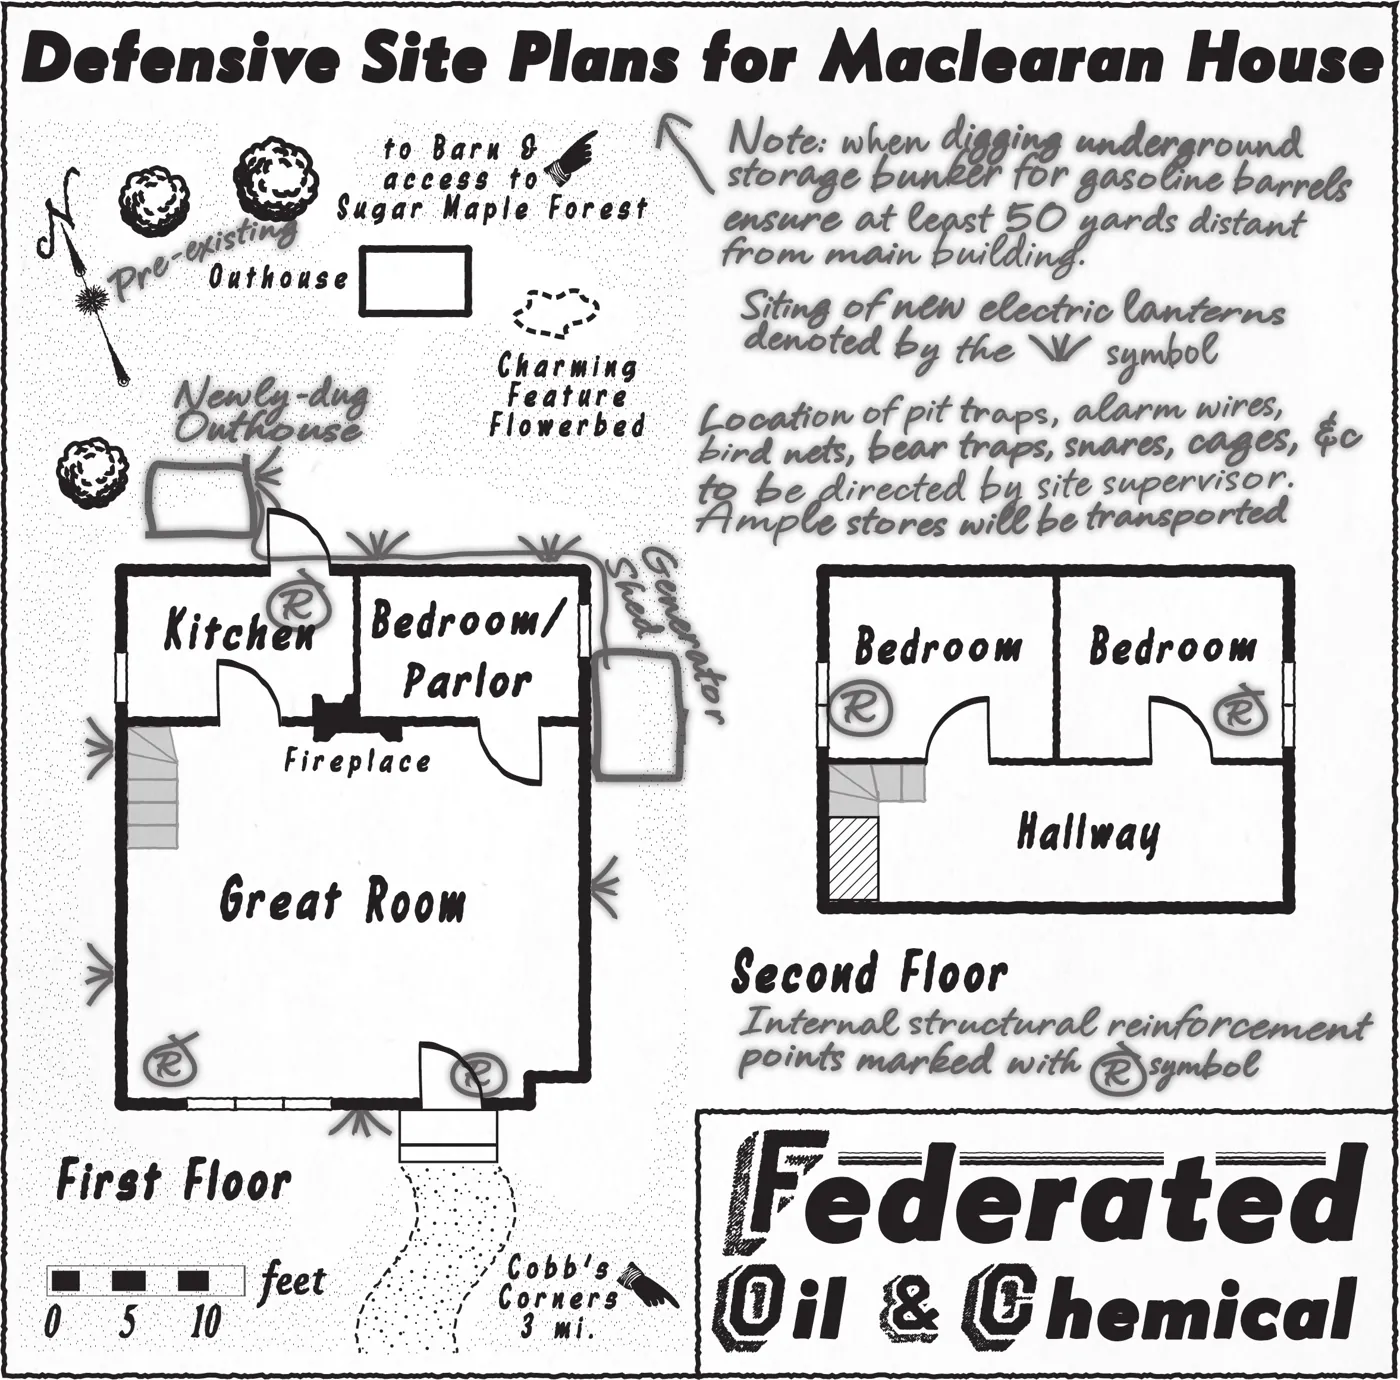 Defensive Site Plans for Maclearan House
N
Pre-existing
Outhouse
to Barn &
access to
Sugar Maple Forest
Charming
Feature
Flowerbed
Newly-dug
Outhouse
Note: when digging underground
storage bunker for gasoline barrels
ensure at least 50 yards distant
from main building.
Siting of new electric lanterns
denoted by the symbol
Location of pit traps, alarm wires,
bird nets, bear traps, snares, cages, &c
to be directed by site supervisor.
Ample stores will be transported
Generator
Shed
R
Kitchen
Bedroom/
Parlor
Fireplace
Great Room
R
R
First Floor
0 5 10 feet
Cobb's
Corners
3 mi.
Bedroom
Bedroom
R
R
Hallway
Second Floor
Internal structural reinforcement
points marked with R symbol
Federated
Oil & Chemical